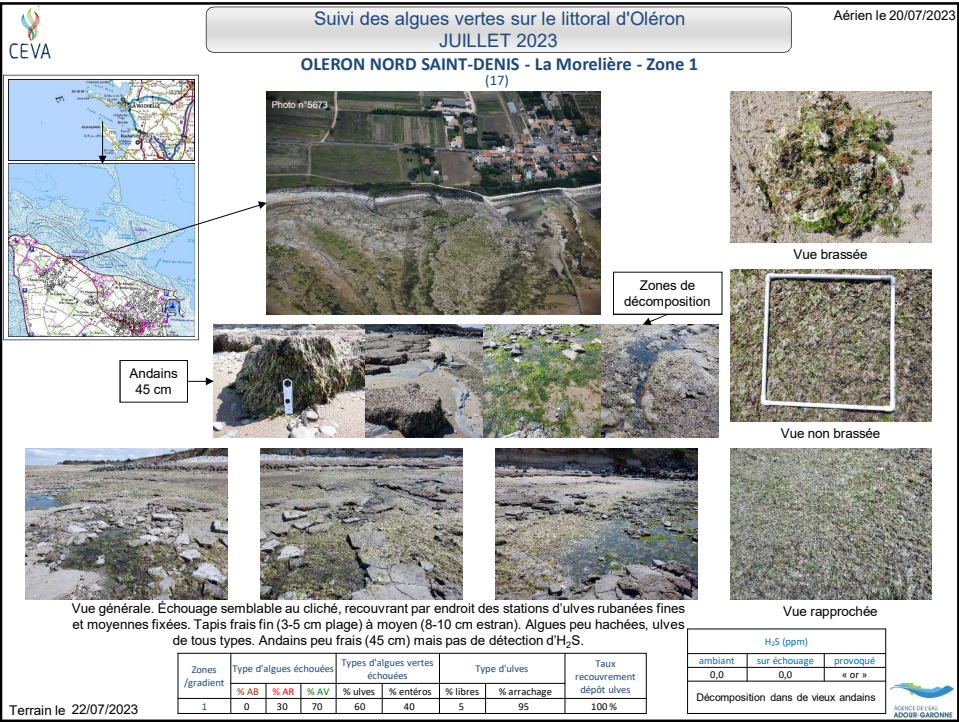 CEVA
Suivi des algues vertes sur le littoral d'Oléron
JUILLET 2023
Aérien le 20/07/2023
OLERON NORD SAINT-DENIS - La Morelière - Zone 1
(17)
LA ROCHELLE
Photo n°5673
Vue brassée
Zones de
décomposition
Andains
45 cm
Vue non brassée
Vue générale. Échouage semblable au cliché, recouvrant par endroit des stations d'ulves rubanées fines
et moyennes fixées. Tapis frais fin (3-5 cm plage) à moyen (8-10 cm estran). Algues peu hachées, ulves
de tous types. Andains peu frais (45 cm) mais pas de détection d'H₂S.
Vue rapprochée
Zones /gradient
Type d'algues échouées
Types d'algues vertes échouées
Type d'ulves
Taux recouvrement dépôt ulves
% AB % AR % AV % ulves % entéros % libres % arrachage
1 0 30 70 60 40 5 95 100 %
H₂S (ppm)
ambiant sur échouage provoqué
0,0 0,0 « or »
Décomposition dans de vieux andains
Terrain le 22/07/2023
AGENCE DE L'EAU
ADOUR-GARONNE